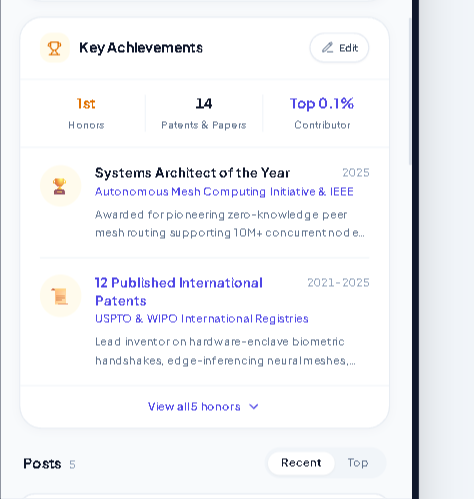 Key Achievements
Edit
1st
14
Top 0.1%
Honors
Patents & Papers
Contributor
Systems Architect of the Year
2025
Autonomous Mesh Computing Initiative & IEEE
Awarded for pioneering zero-knowledge peer
mesh routing supporting 10M+ concurrent node...
12 Published International
2021-2025
Patents
USPTO & WIPO International Registries
Lead inventor on hardware-enclave biometric
handshakes, edge-inferencing neural meshes,...
View all 5 honors
Posts 5
Recent
Top